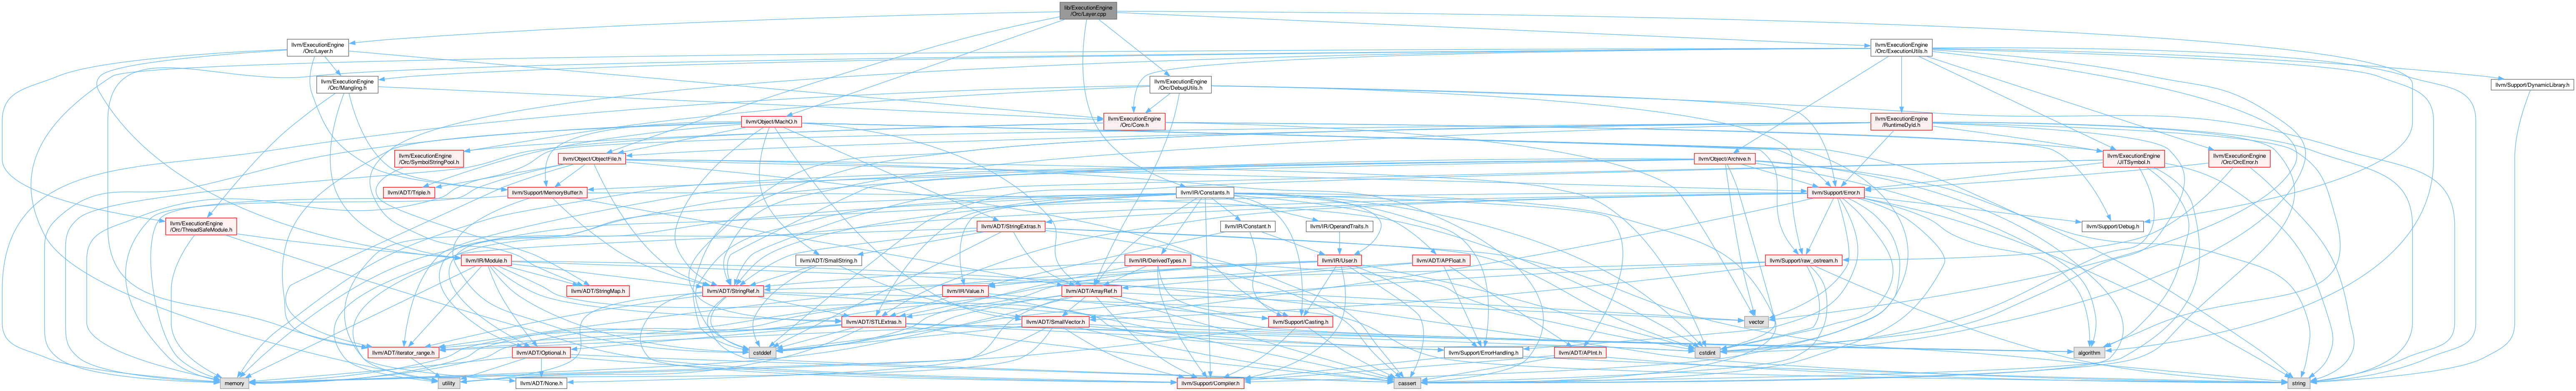 lib/ExecutionEngine
/Orc/Layer.cpp
llvm/ExecutionEngine
/Orc/Layer.h
llvm/ExecutionEngine
/Orc/ExecutionUtils.h
llvm/ExecutionEngine
/Orc/Mangling.h
llvm/ExecutionEngine
/Orc/DebugUtils.h
llvm/Support/DynamicLibrary.h
llvm/Object/MachO.h
llvm/ExecutionEngine
/Orc/Core.h
llvm/ExecutionEngine
/RuntimeDyld.h
llvm/ExecutionEngine
/Orc/SymbolStringPool.h
llvm/Object/ObjectFile.h
llvm/Object/Archive.h
llvm/ExecutionEngine
/JITSymbol.h
llvm/ExecutionEngine
/Orc/OrcError.h
llvm/ADT/Triple.h
llvm/Support/MemoryBuffer.h
llvm/IR/Constants.h
llvm/Support/Error.h
llvm/ExecutionEngine
/Orc/ThreadSafeModule.h
llvm/ADT/StringExtras.h
llvm/IR/Constant.h
llvm/IR/OperandTraits.h
llvm/Support/Debug.h
llvm/IR/Module.h
llvm/ADT/SmallString.h
llvm/IR/DerivedTypes.h
llvm/IR/User.h
llvm/ADT/APFloat.h
llvm/Support/raw_ostream.h
llvm/ADT/StringMap.h
llvm/ADT/StringRef.h
llvm/IR/Value.h
llvm/ADT/ArrayRef.h
llvm/ADT/STLExtras.h
llvm/ADT/SmallVector.h
llvm/Support/Casting.h
vector
llvm/ADT/iterator_range.h
llvm/ADT/Optional.h
cstddef
llvm/Support/ErrorHandling.h
llvm/ADT/APInt.h
cstdint
algorithm
memory
utility
llvm/ADT/None.h
llvm/Support/Compiler.h
cassert
string